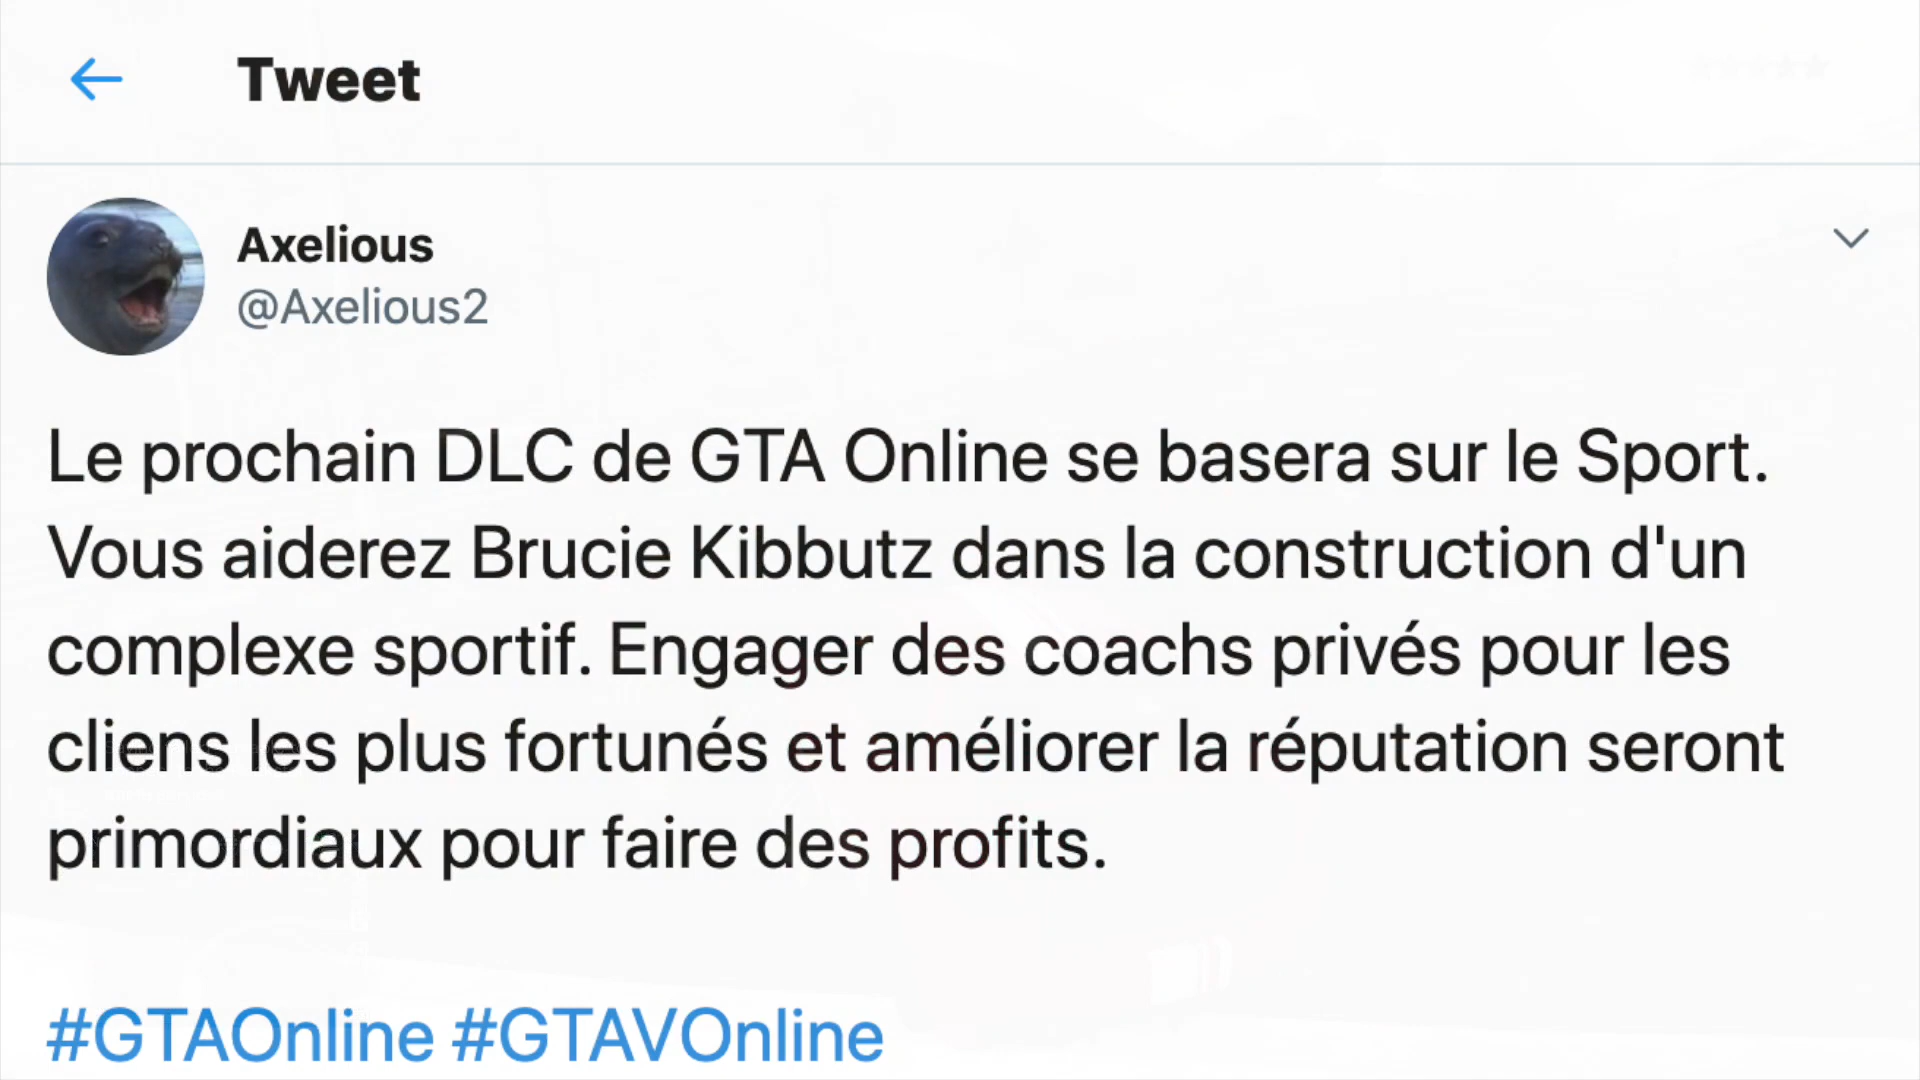 Tweet
Axelious
@Axelious2
Le prochain DLC de GTA Online se basera sur le Sport.
Vous aiderez Brucie Kibbutz dans la construction d'un
complexe sportif. Engager des coachs privés pour les
cliens les plus fortunés et améliorer la réputation seront
primordiaux pour faire des profits.
#GTAOnline #GTAVOnline